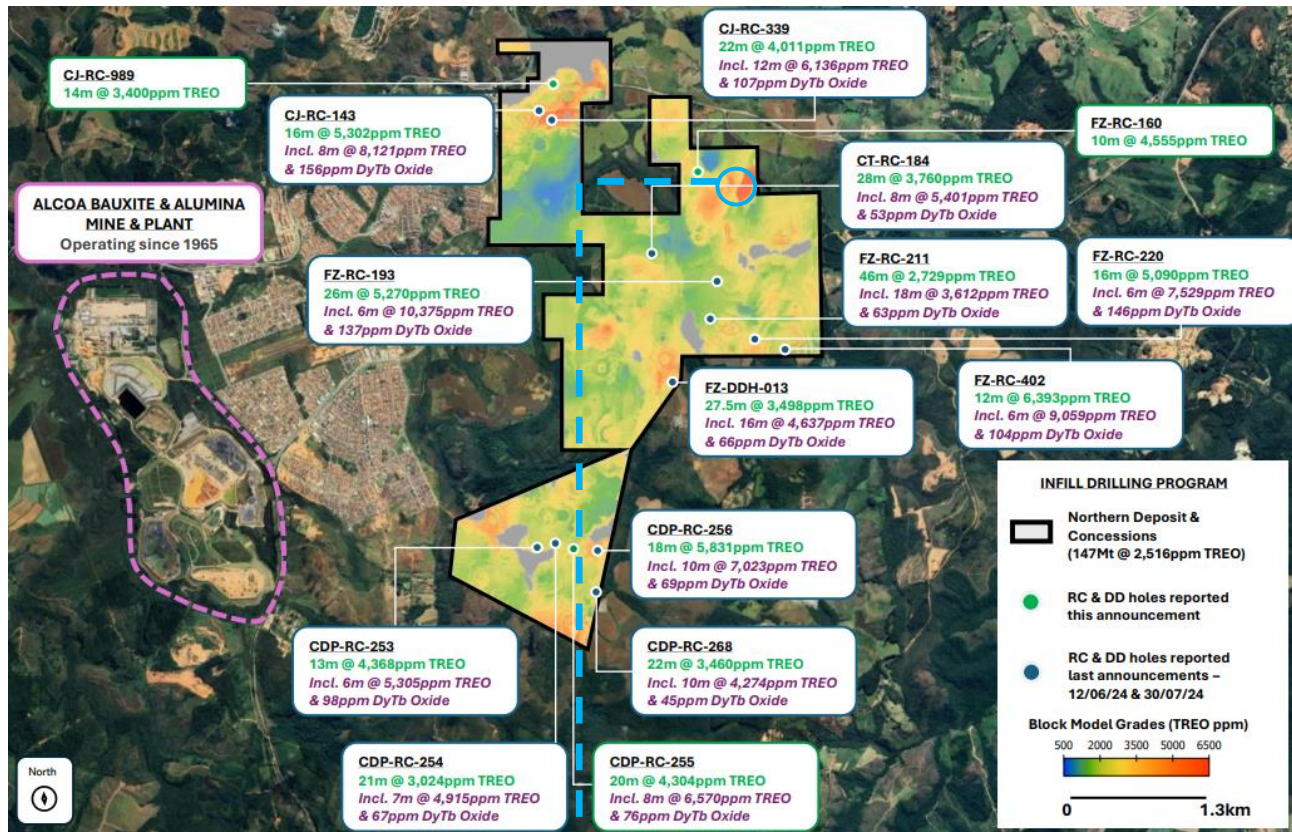 CJ-RC-339
22m @ 4,011ppm TREO
Incl. 12m @ 6,136ppm TREO
& 107ppm DyTb Oxide
CJ-RC-989
14m @ 3,400ppm TREO
CJ-RC-143
16m @ 5,302ppm TREO
Incl. 8m @ 8,121ppm TREO
& 156ppm DyTb Oxide
FZ-RC-160
10m @ 4,555ppm TREO
CT-RC-184
28m @ 3,760ppm TREO
Incl. 8m @ 5,401ppm TREO
& 53ppm DyTb Oxide
ALCOA BAUXITE & ALUMINA
MINE & PLANT
Operating since 1965
FZ-RC-193
26m @ 5,270ppm TREO
Incl. 6m @ 10,375ppm TREO
& 137ppm DyTb Oxide
FZ-RC-211
46m @ 2,729ppm TREO
Incl. 18m @ 3,612ppm TREO
& 63ppm DyTb Oxide
FZ-RC-220
16m @ 5,090ppm TREO
Incl. 6m @ 7,529ppm TREO
& 146ppm DyTb Oxide
FZ-DDH-013
27.5m @ 3,498ppm TREO
Incl. 16m @ 4,637ppm TREO
& 66ppm DyTb Oxide
FZ-RC-402
12m @ 6,393ppm TREO
Incl. 6m @ 9,059ppm TREO
& 104ppm DyTb Oxide
CDP-RC-256
18m @ 5,831ppm TREO
Incl. 10m @ 7,023ppm TREO
& 69ppm DyTb Oxide
CDP-RC-253
13m @ 4,368ppm TREO
Incl. 6m @ 5,305ppm TREO
& 98ppm DyTb Oxide
CDP-RC-268
22m @ 3,460ppm TREO
Incl. 10m @ 4,274ppm TREO
& 45ppm DyTb Oxide
CDP-RC-254
21m @ 3,024ppm TREO
Incl. 7m @ 4,915ppm TREO
& 67ppm DyTb Oxide
CDP-RC-255
20m @ 4,304ppm TREO
Incl. 8m @ 6,570ppm TREO
& 76ppm DyTb Oxide
INFILL DRILLING PROGRAM
Northern Deposit &
Concessions
(147Mt @ 2,516ppm TREO)
RC & DD holes reported
this announcement
RC & DD holes reported
last announcements –
12/06/24 & 30/07/24
Block Model Grades (TREO ppm)
500 2000 3500 5000 6500
0 1.3km
North